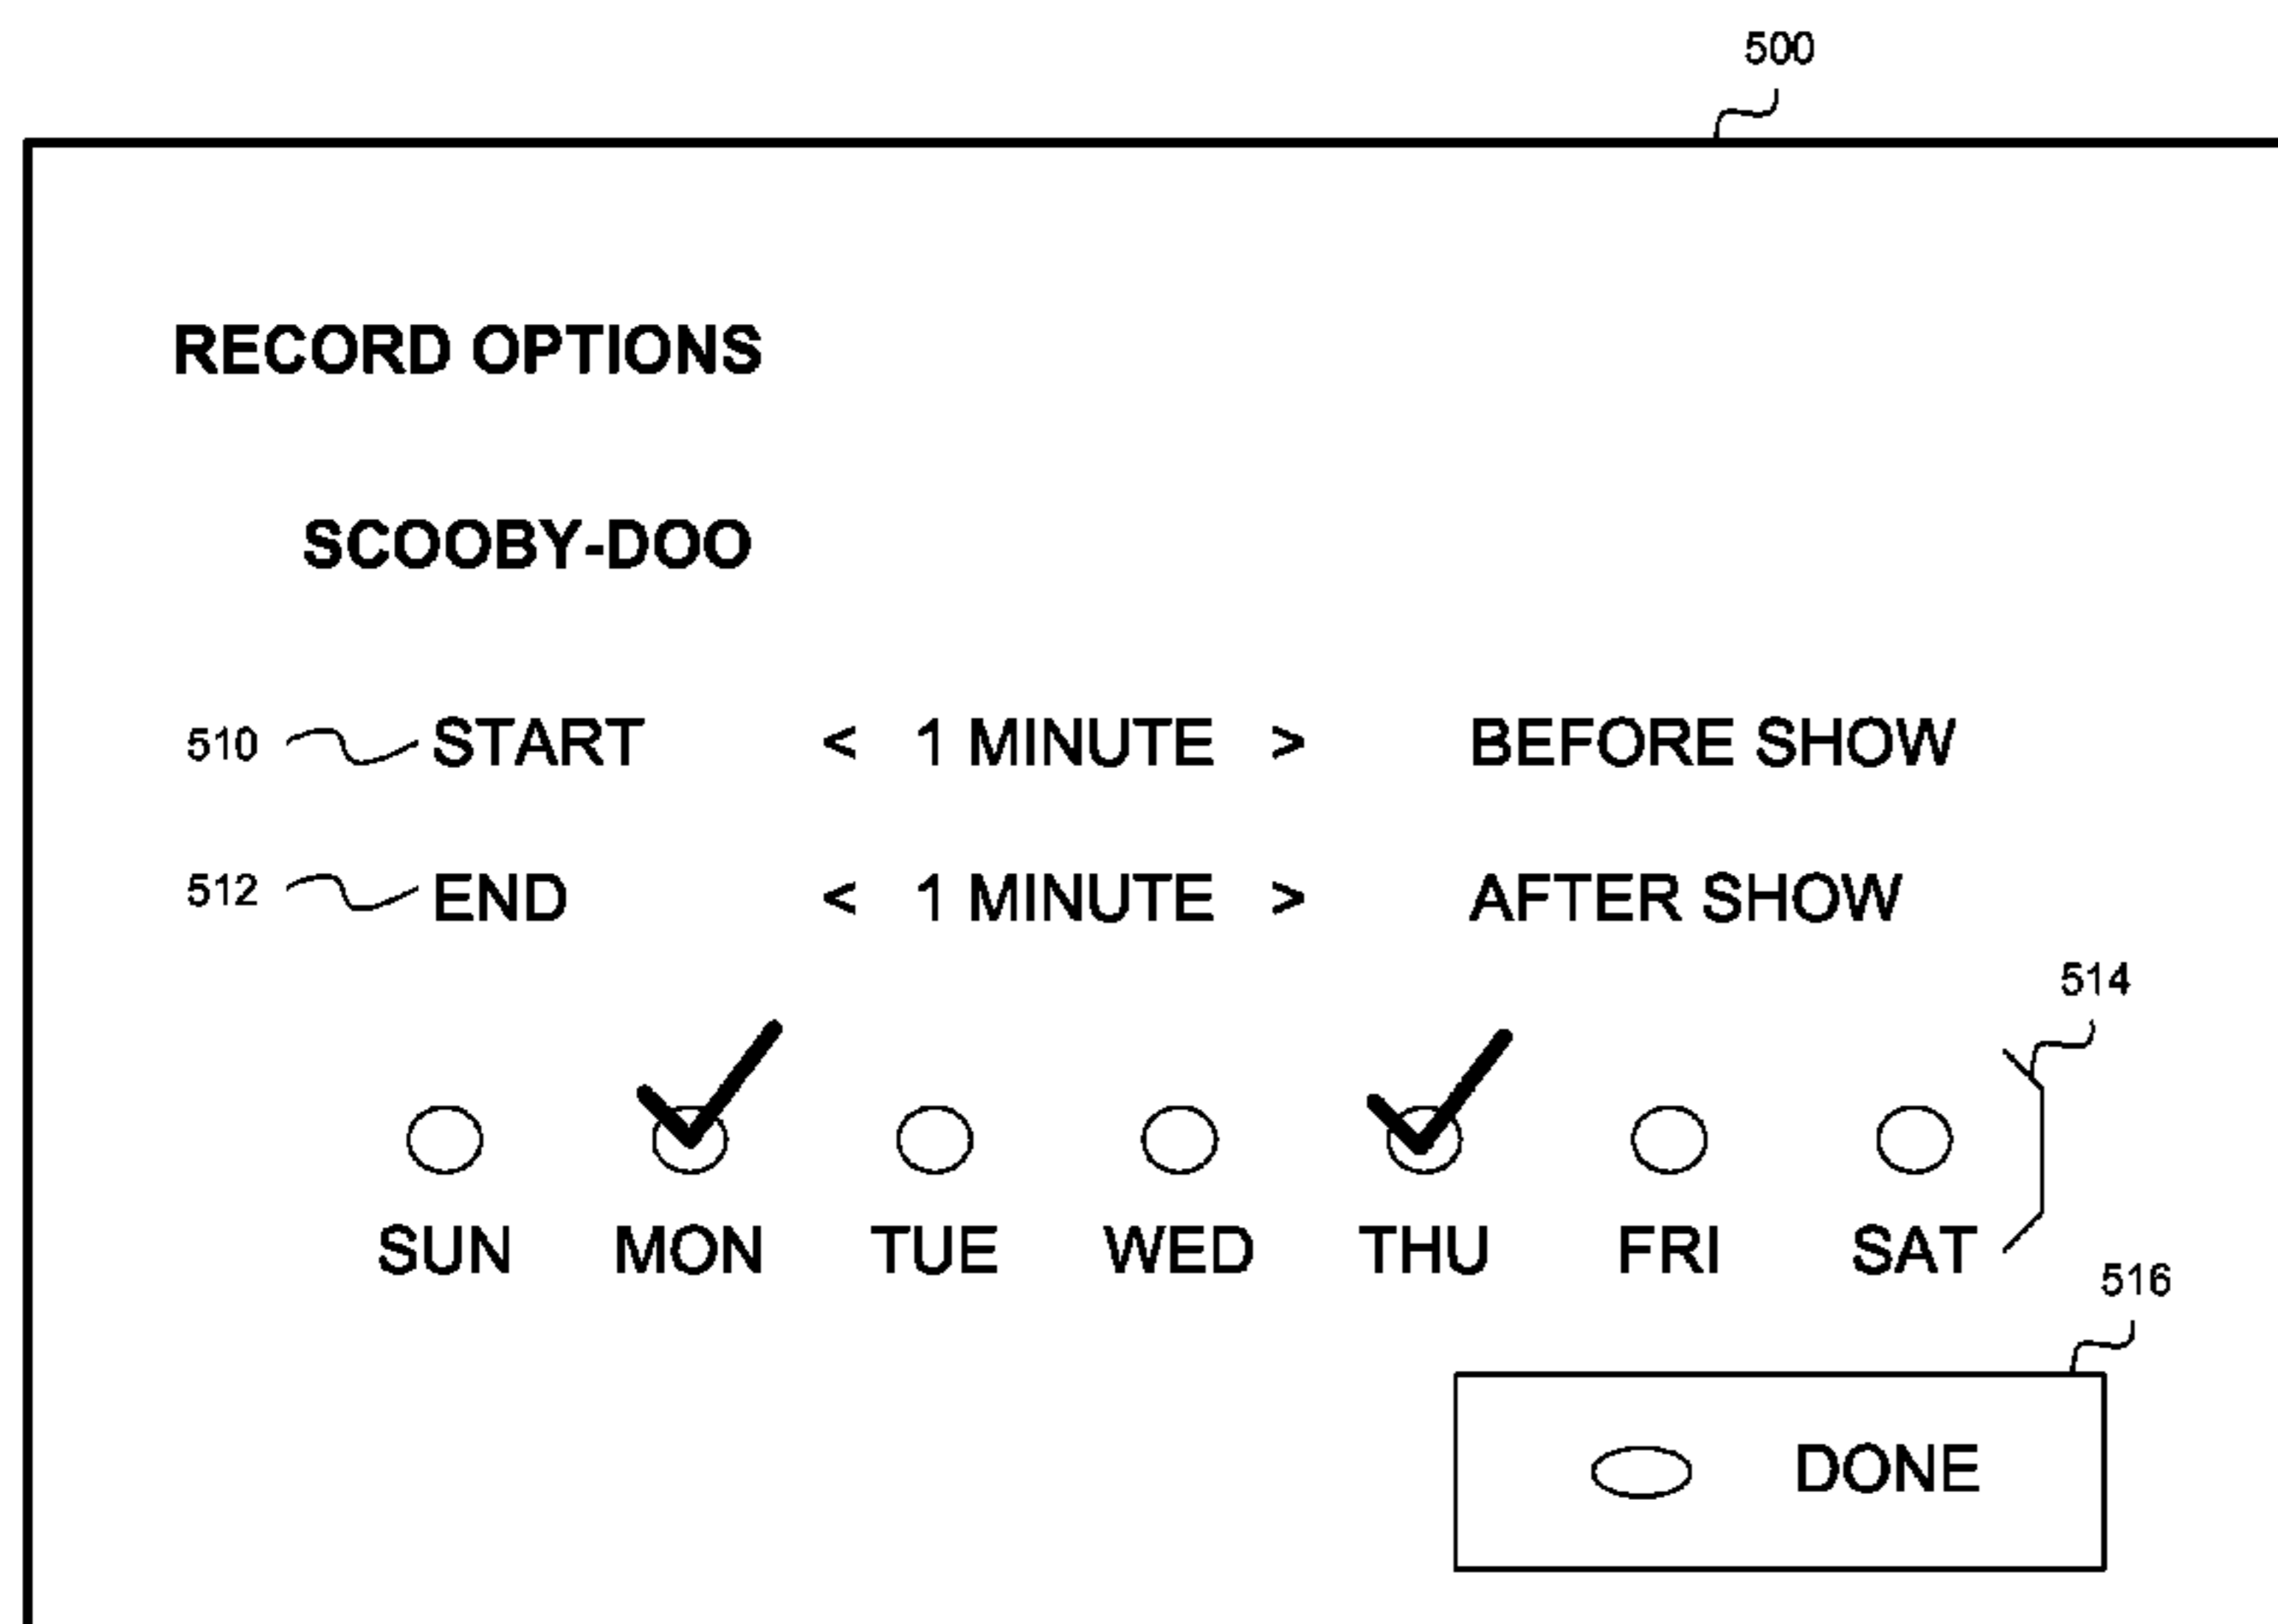 500
RECORD OPTIONS
SCOOBY-DOO
510 START < 1 MINUTE > BEFORE SHOW
512 END < 1 MINUTE > AFTER SHOW
514
SUN MON TUE WED THU FRI SAT
516
DONE